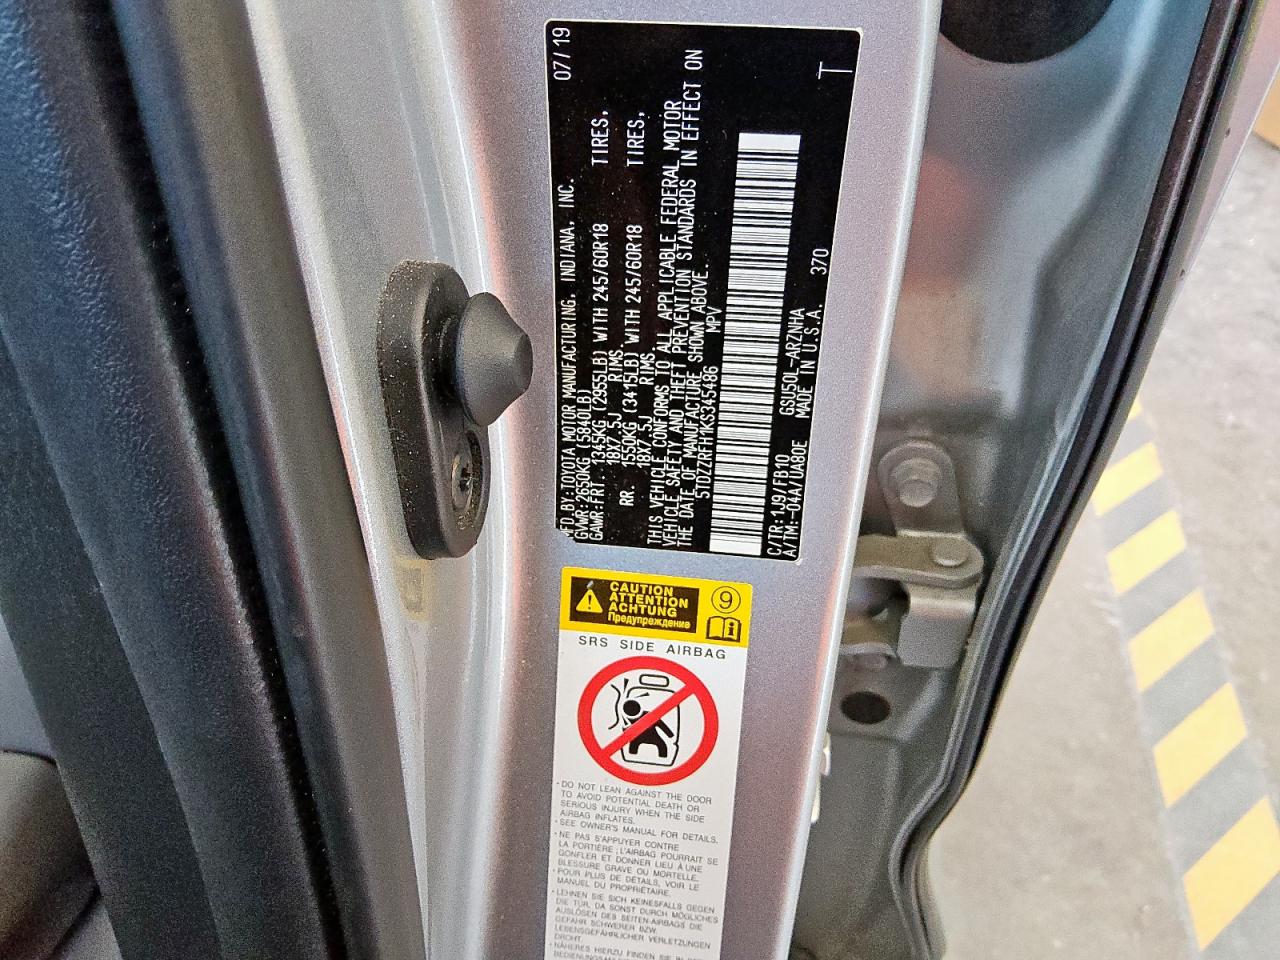 MFD.BY:TOYOTA MOTOR MANUFACTURING, INDIANA, INC. 07/19
GVWR:2650KG(5840LB)
GAWR:FRT. 1345KG(2955LB)WITH 245/60R18 TIRES,
18X7.5J RIMS
RR. 1550KG(3415LB)WITH 245/60R18 TIRES,
18X7.5J RIMS
THIS VEHICLE CONFORMS TO ALL APPLICABLE FEDERAL MOTOR
VEHICLE SAFETY AND THEFT PREVENTION STANDARDS IN EFFECT ON
THE DATE OF MANUFACTURE SHOWN ABOVE.
5TDZZRFH1KS345486 MPV
C/TR:1J9/FB10 GSU50L-ARZNHA
A/TM:-04A/UA80E MADE IN U.S.A. 370 T
CAUTION
ATTENTION
ACHTUNG
Предупреждение
9
SRS SIDE AIRBAG
・DO NOT LEAN AGAINST THE DOOR
TO AVOID POTENTIAL DEATH OR
SERIOUS INJURY WHEN THE SIDE
AIRBAG INFLATES.
・SEE OWNER'S MANUAL FOR DETAILS.
・NE PAS S'APPUYER CONTRE
LA PORTIÈRE ; L'AIRBAG POURRAIT SE
GONFLER ET DONNER LIEU À UNE
BLESSURE GRAVE OU MORTELLE.
・POUR PLUS DE DÉTAILS, VOIR LE
MANUEL DU PROPRIÉTAIRE.
・LEHNEN SIE SICH KEINESFALLS GEGEN
DIE TÜR, DA SONST DURCH MÖGLICHES
AUSLÖSEN DES SEITEN-AIRBAGS DIE
GEFAHR SCHWERER BZW.
LEBENSGEFÄHRLICHER VERLETZUNGEN
DROHT.
・NÄHERES HIERZU FINDEN SIE IN DER